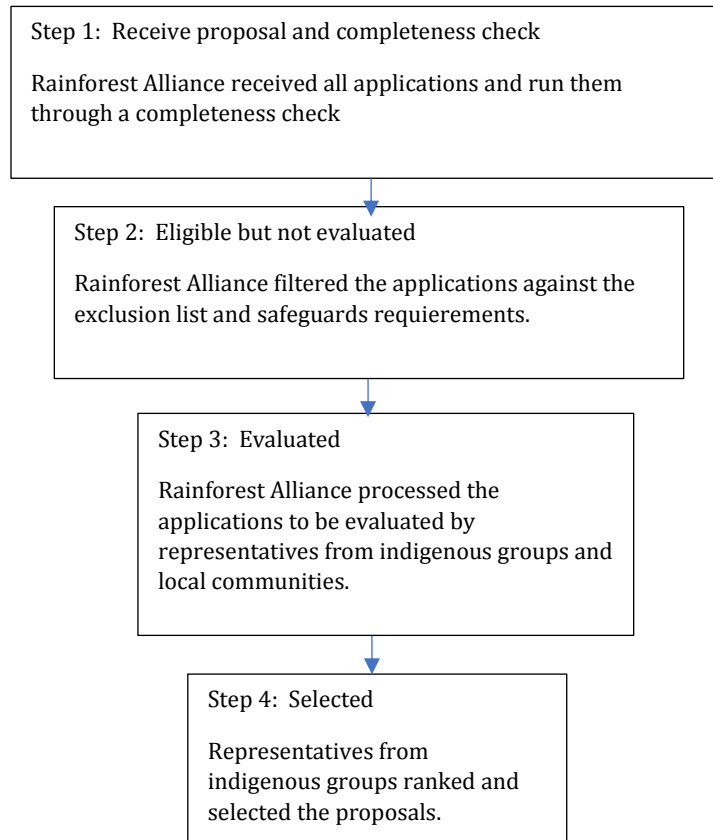 Step 1:  Receive proposal and completeness check
Rainforest Alliance received all applications and run them
through a completeness check
Step 2:  Eligible but not evaluated
Rainforest Alliance filtered the applications against the
exclusion list and safeguards requierements.
Step 3:  Evaluated
Rainforest Alliance processed the
applications to be evaluated by
representatives from indigenous groups and
local communities.
Step 4:  Selected
Representatives from
indigenous groups ranked and
selected the proposals.